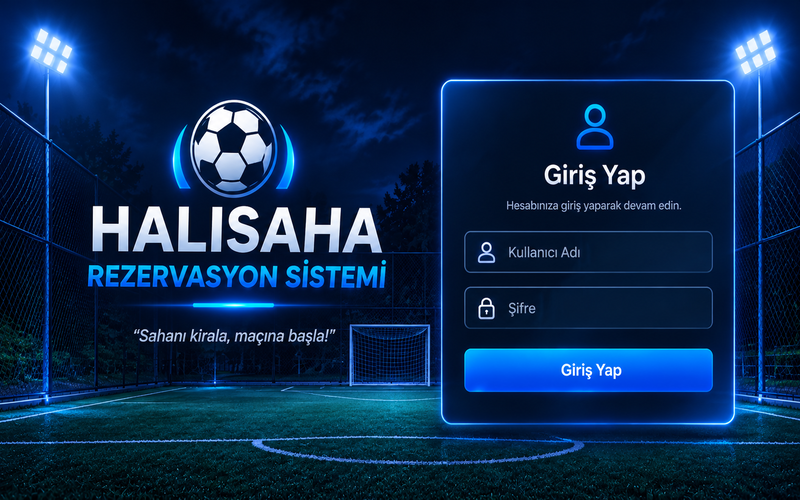 HALISAHA
REZERVASYON SİSTEMİ
“Sahanı kirala, maçına başla!”
Giriş Yap
Hesabınıza giriş yaparak devam edin.
Kullanıcı Adı
Şifre
Giriş Yap